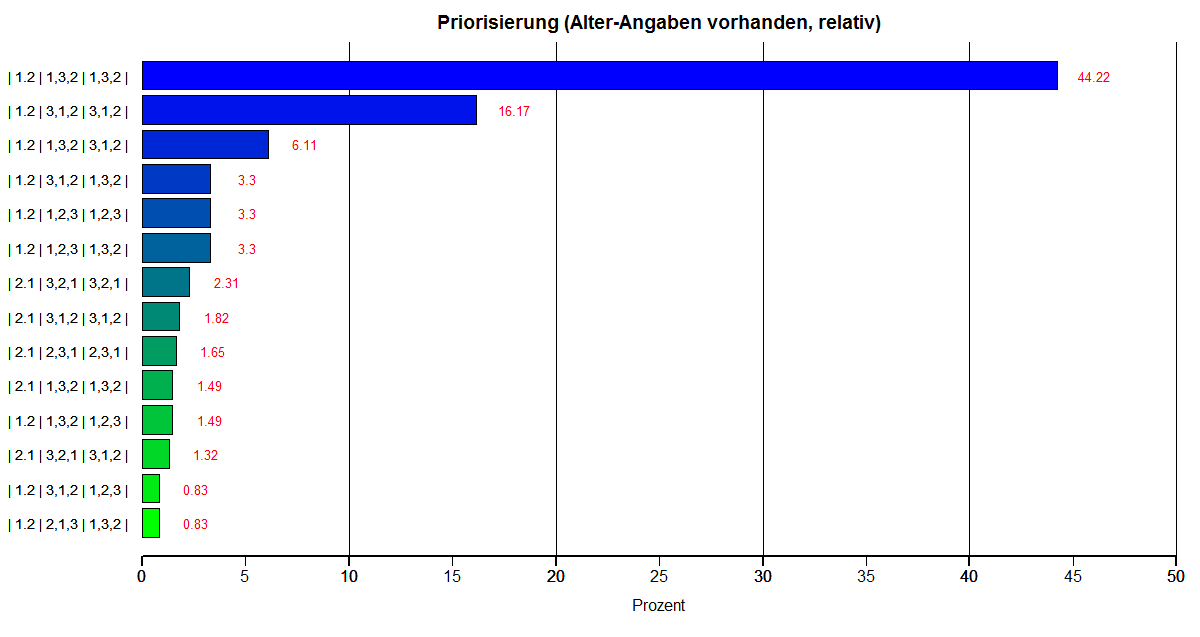 Priorisierung (Alter-Angaben vorhanden, relativ)
| 1.2 | 1,3,2 | 1,3,2 | 44.22
| 1.2 | 3,1,2 | 3,1,2 | 16.17
| 1.2 | 1,3,2 | 3,1,2 | 6.11
| 1.2 | 3,1,2 | 1,3,2 | 3.3
| 1.2 | 1,2,3 | 1,2,3 | 3.3
| 1.2 | 1,2,3 | 1,3,2 | 3.3
| 2.1 | 3,2,1 | 3,2,1 | 2.31
| 2.1 | 3,1,2 | 3,1,2 | 1.82
| 2.1 | 2,3,1 | 2,3,1 | 1.65
| 2.1 | 1,3,2 | 1,3,2 | 1.49
| 1.2 | 1,3,2 | 1,2,3 | 1.49
| 2.1 | 3,2,1 | 3,1,2 | 1.32
| 1.2 | 3,1,2 | 1,2,3 | 0.83
| 1.2 | 2,1,3 | 1,3,2 | 0.83
0 5 10 15 20 25 30 35 40 45 50
Prozent